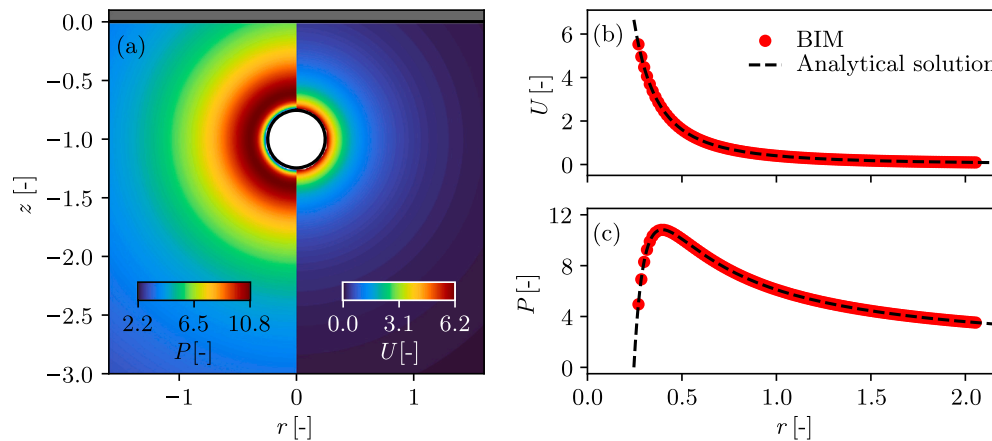 (a)
0.0
−0.5
−1.0
−1.5
−2.0
−2.5
−3.0
z [-]
2.2 6.5 10.8
P [-]
0.0 3.1 6.2
U [-]
−1 0 1
r [-]
(b)
6
4
2
0
U [-]
BIM
Analytical solution
(c)
12
8
4
0
P [-]
0.0 0.5 1.0 1.5 2.0
r [-]